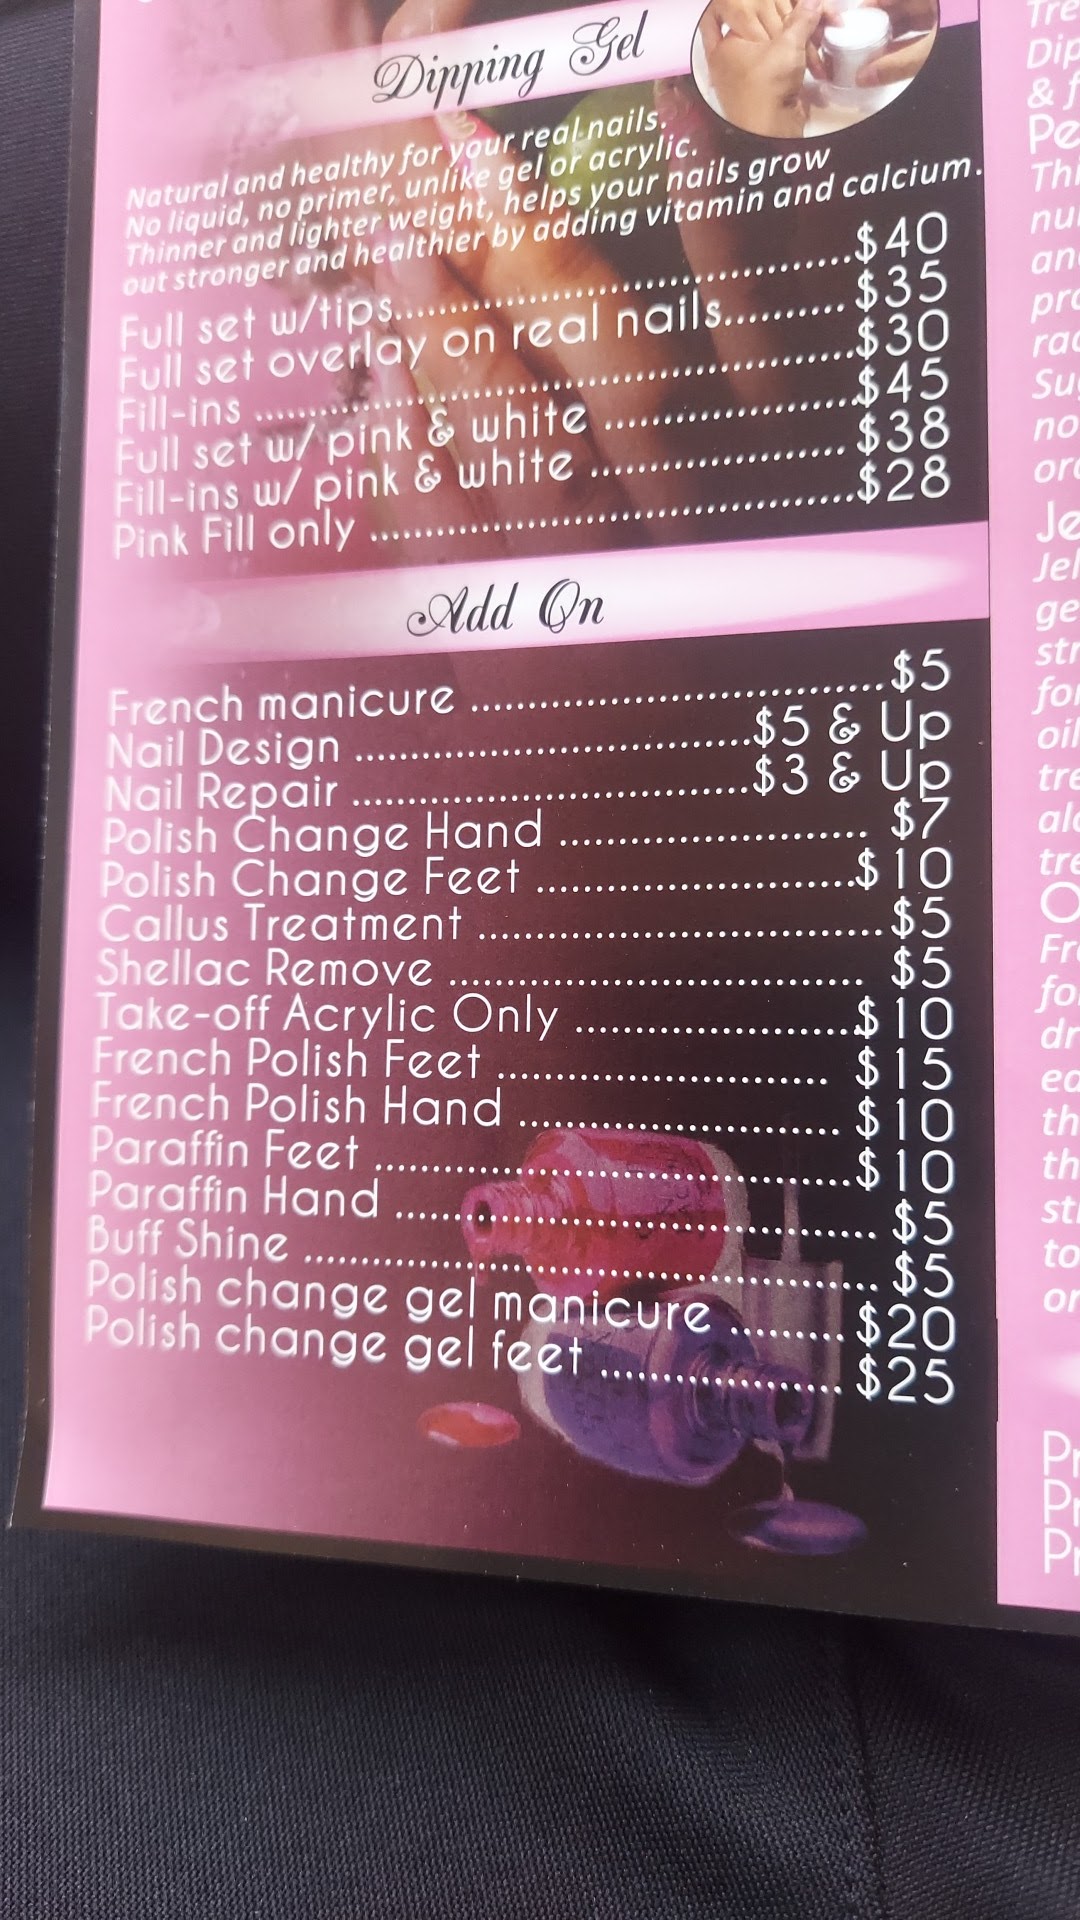 Dipping Gel
Natural and healthy for your real nails.
No liquid, no primer, unlike gel or acrylic.
Thinner and lighter weight, helps your nails grow
out stronger and healthier by adding vitamin and calcium.
Full set w/tips..............................$40
Full set overlay on real nails...........$35
Fill-ins ..............................$30
Full set w/ pink & white ..................$45
Fill-ins w/ pink & white ..................$38
Pink Fill only ..............................$28
Add On
French manicure ..............................$5
Nail Design ..............................$5 & Up
Nail Repair ..............................$3 & Up
Polish Change Hand ........................ $7
Polish Change Feet ........................$10
Callus Treatment ..............................$5
Shellac Remove .............................. $5
Take-off Acrylic Only ....................$10
French Polish Feet ........................ $15
French Polish Hand ........................ $10
Paraffin Feet ..............................$10
Paraffin Hand .............................. $5
Buff Shine .............................. $5
Polish change gel manicure ..........$20
Polish change gel feet .................. $25